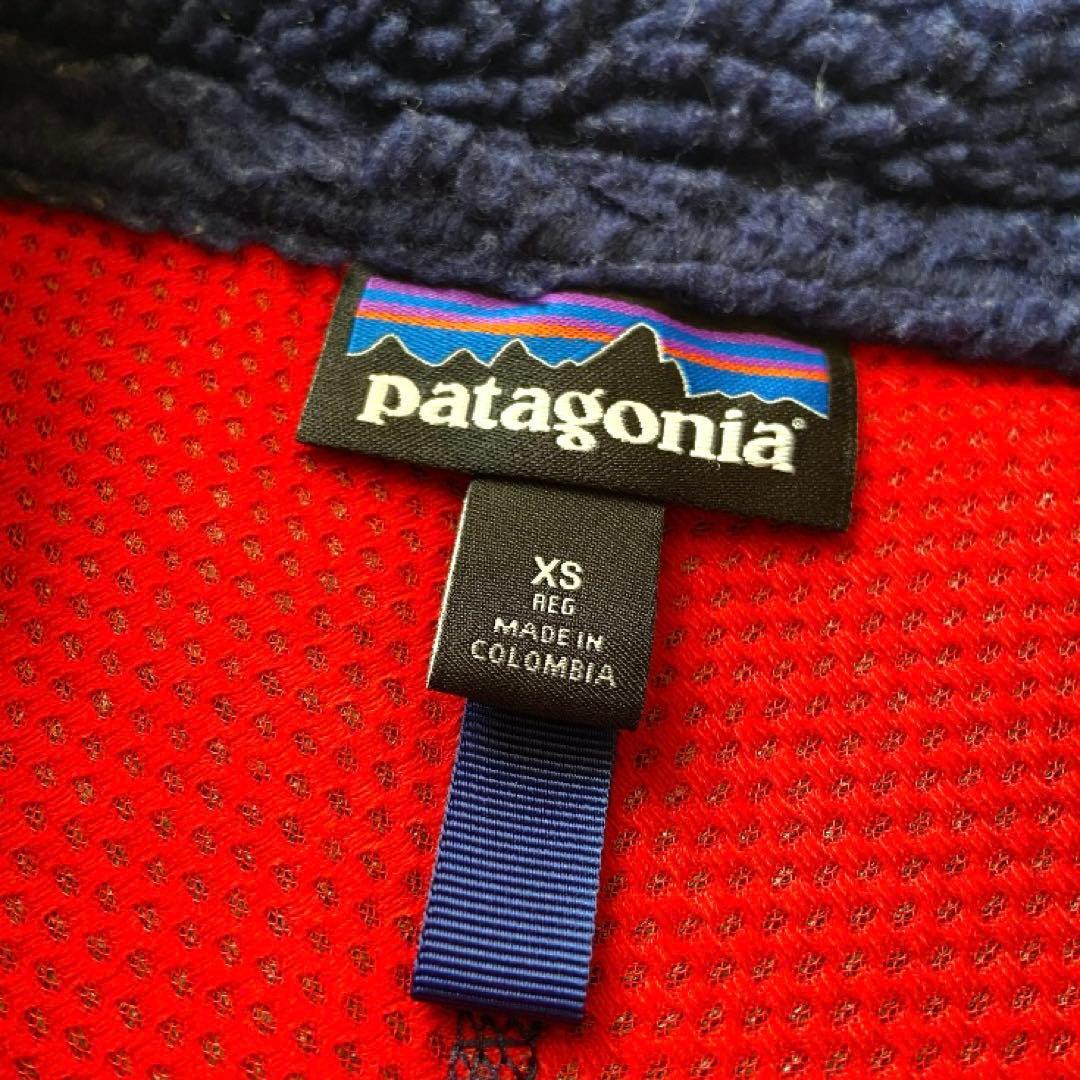 patagonia®
XS
REG
MADE IN
COLOMBIA